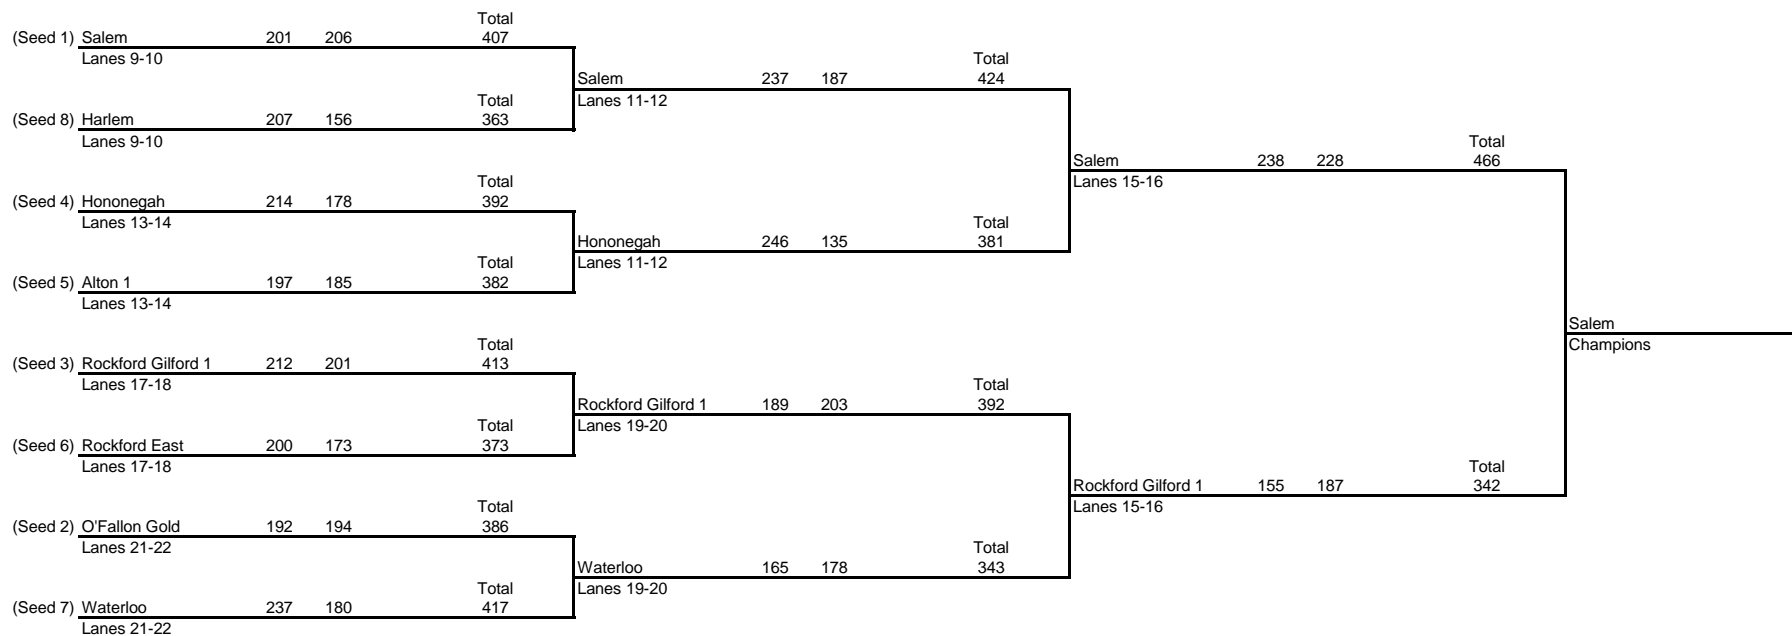 Total
(Seed 1) Salem 201 206 407
Lanes 9-10
Total
Salem 237 187 424
Lanes 11-12
Total
(Seed 8) Harlem 207 156 363
Lanes 9-10
Total
Salem 238 228 466
Lanes 15-16
Total
(Seed 4) Hononegah 214 178 392
Lanes 13-14
Total
Hononegah 246 135 381
Lanes 11-12
Total
(Seed 5) Alton 1 197 185 382
Lanes 13-14
Salem
Champions
Total
(Seed 3) Rockford Gilford 1 212 201 413
Lanes 17-18
Total
Rockford Gilford 1 189 203 392
Lanes 19-20
Total
(Seed 6) Rockford East 200 173 373
Lanes 17-18
Total
Rockford Gilford 1 155 187 342
Lanes 15-16
Total
(Seed 2) O'Fallon Gold 192 194 386
Lanes 21-22
Total
Waterloo 165 178 343
Lanes 19-20
Total
(Seed 7) Waterloo 237 180 417
Lanes 21-22